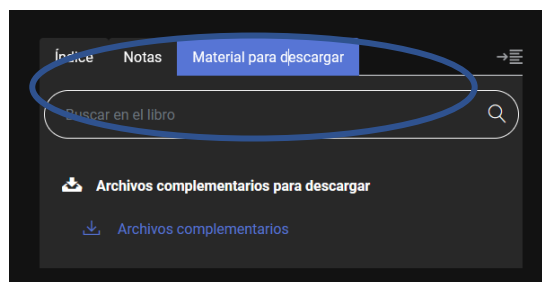 Índice Notas Material para descargar
Buscar en el libro
Archivos complementarios para descargar
Archivos complementarios